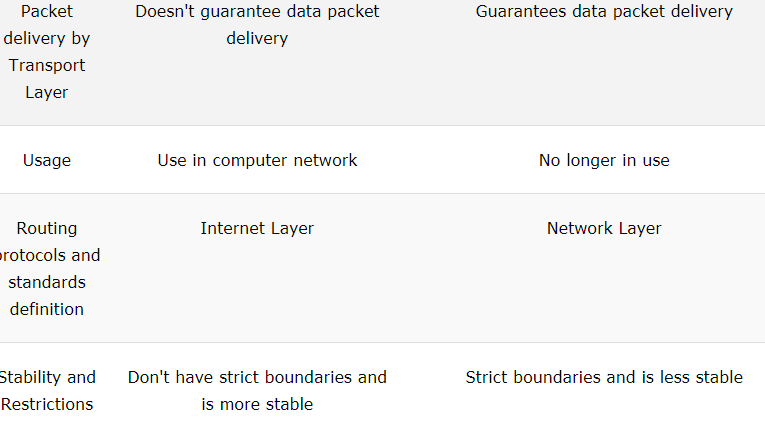 Packet
delivery by
Transport
Layer
Doesn't guarantee data packet
delivery
Guarantees data packet delivery
Usage
Use in computer network
No longer in use
Routing
rotocols and
standards
definition
Internet Layer
Network Layer
Stability and
Restrictions
Don't have strict boundaries and
is more stable
Strict boundaries and is less stable